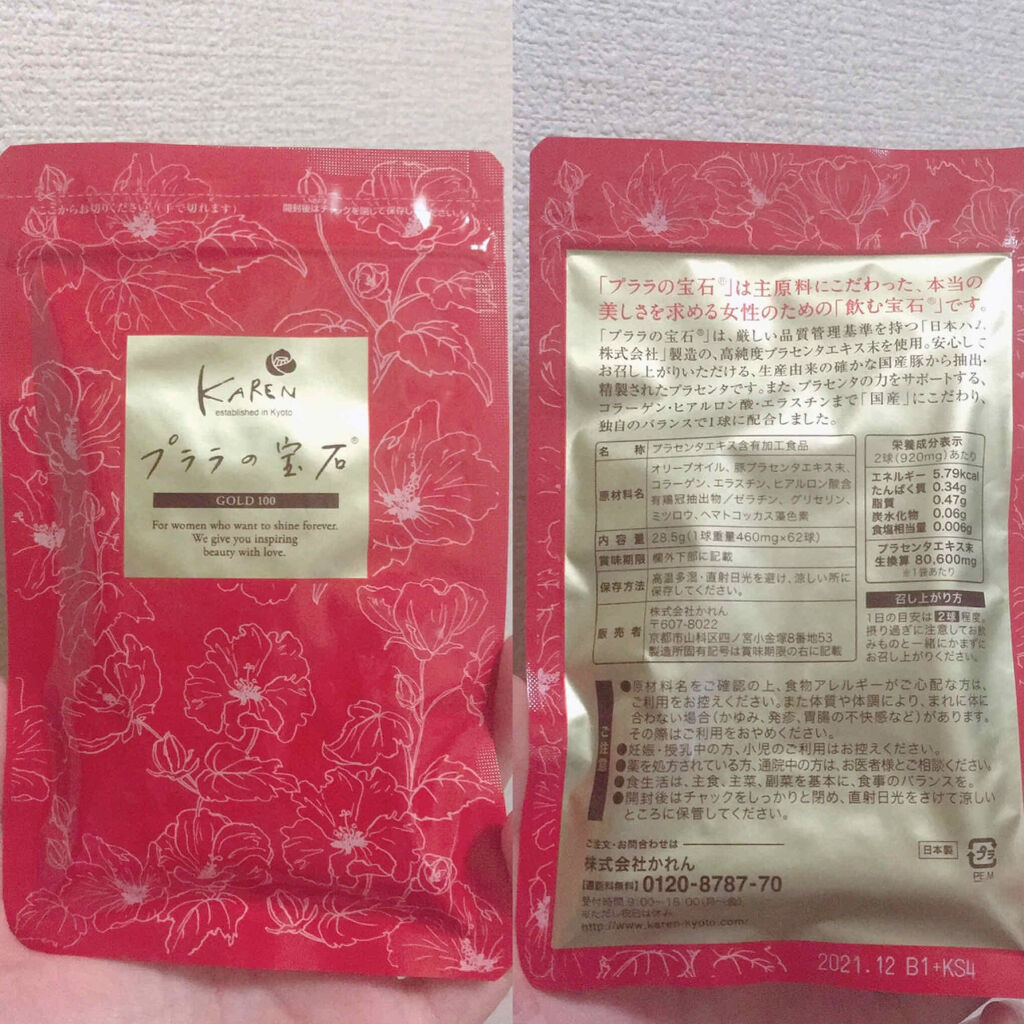 ここからお切りください(手で切れます)
開封後はチャックを閉じて保存してください。
KAREN
established in Kyoto
プララの宝石®
GOLD 100
For women who want to shine forever.
We give you inspiring
beauty with love.
「プララの宝石®」は主原料にこだわった、本当の
美しさを求める女性のための「飲む宝石®」です。
「プララの宝石®」は、厳しい品質管理基準を持つ「日本ハム
株式会社」製造の、高純度プラセンタエキス末を使用。安心して
お召し上がりいただける、生産由来の確かな国産豚から抽出・
精製されたプラセンタです。また、プラセンタの力をサポートする、
コラーゲン・ヒアルロン酸・エラスチンまで「国産」にこだわり、
独自のバランスで1球に配合しました。
名 称 プラセンタエキス含有加工食品
原材料名 オリーブオイル、豚プラセンタエキス末、
コラーゲン、エラスチン、ヒアルロン酸含
有鶏冠抽出物/ゼラチン、グリセリン、
ミツロウ、ヘマトコッカス藻色素
内 容 量 28.5g(1球重量460mg×62球)
賞味期限 欄外下部に記載
保存方法 高温多湿・直射日光を避け、涼しい所に
保存してください。
販 売 者 株式会社かれん
〒607-8022
京都市山科区四ノ宮小金塚8番地53
製造所固有記号は賞味期限の右に記載
栄養成分表示
2球(920mg)あたり
エネルギー 5.79kcal
たんぱく質 0.34g
脂質 0.47g
炭水化物 0.06g
食塩相当量 0.006g
プラセンタエキス末
生換算 80,600mg
※1袋あたり
召し上がり方
1日の目安は2球程度。
摂り過ぎに注意してお飲
みものと一緒にかまずに
お召し上がりください。
ご注意
●原材料名をご確認の上、食物アレルギーがご心配な方は、
ご利用をお控えください。また体質や体調により、まれに体に
合わない場合(かゆみ、発疹、胃腸の不快感など)があります。
その際はご利用をおやめください。
●妊娠・授乳中の方、小児のご利用はお控えください。
●薬を処方されている方、通院中の方は、お医者様とご相談ください。
●食生活は、主食、主菜、副菜を基本に、食事のバランスを。
●開封後はチャックをしっかりと閉め、直射日光をさけて涼しい
ところに保管してください。
ご注文・お問合わせは
株式会社かれん
【通話料無料】0120-8787-70
受付時間 9:00~18:00(月~金)
※ただし祝日は休み
http://www.karen-kyoto.com/
日本製
プラ
PE,M
2021.12 B1+KS4